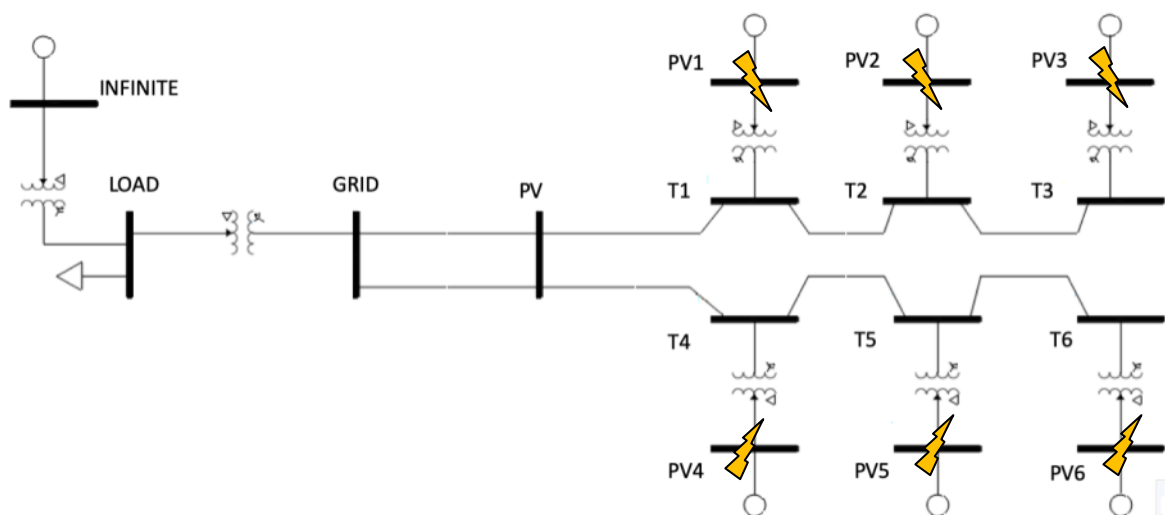 PV1
PV2
PV3
INFINITE
LOAD
GRID
PV
T1
T2
T3
T4
T5
T6
PV4
PV5
PV6